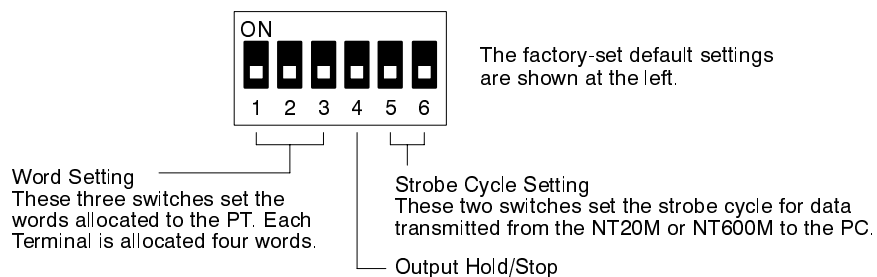 ON
1 2 3 4 5 6
The factory-set default settings
are shown at the left.
Word Setting
These three switches set the
words allocated to the PT. Each
Terminal is allocated four words.
Strobe Cycle Setting
These two switches set the strobe cycle for data
transmitted from the NT20M or NT600M to the PC.
Output Hold/Stop